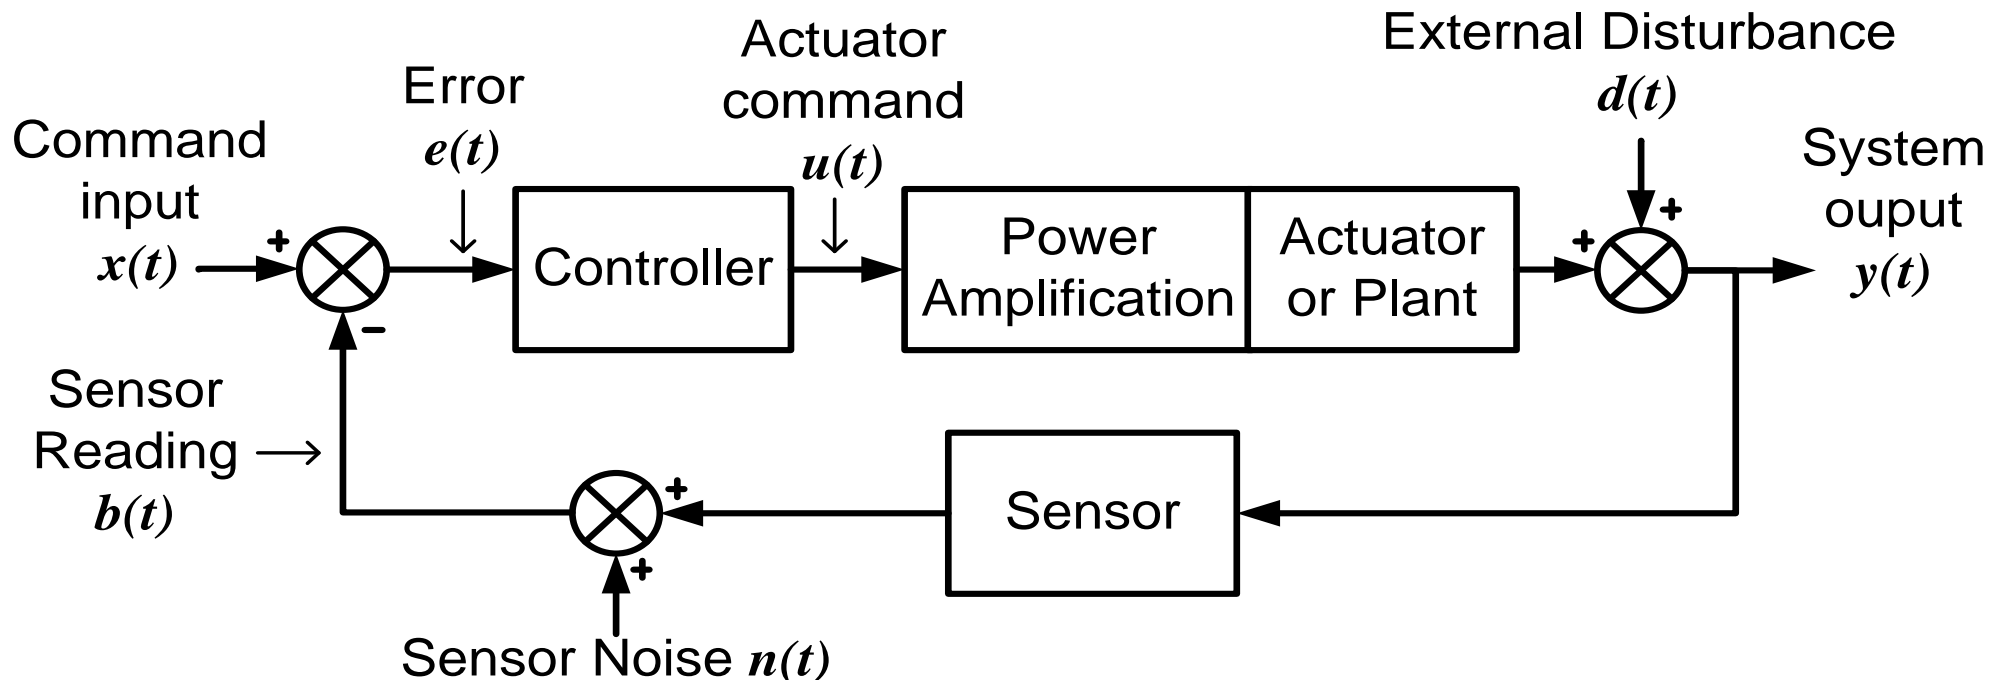 External Disturbance
d(t)
Actuator
command
u(t)
Error
e(t)
Command
input
x(t)
System
ouput
y(t)
+
+
+
Controller
Power
Amplification
Actuator
or Plant
-
Sensor
Reading
b(t)
Sensor
+
+
Sensor Noise n(t)